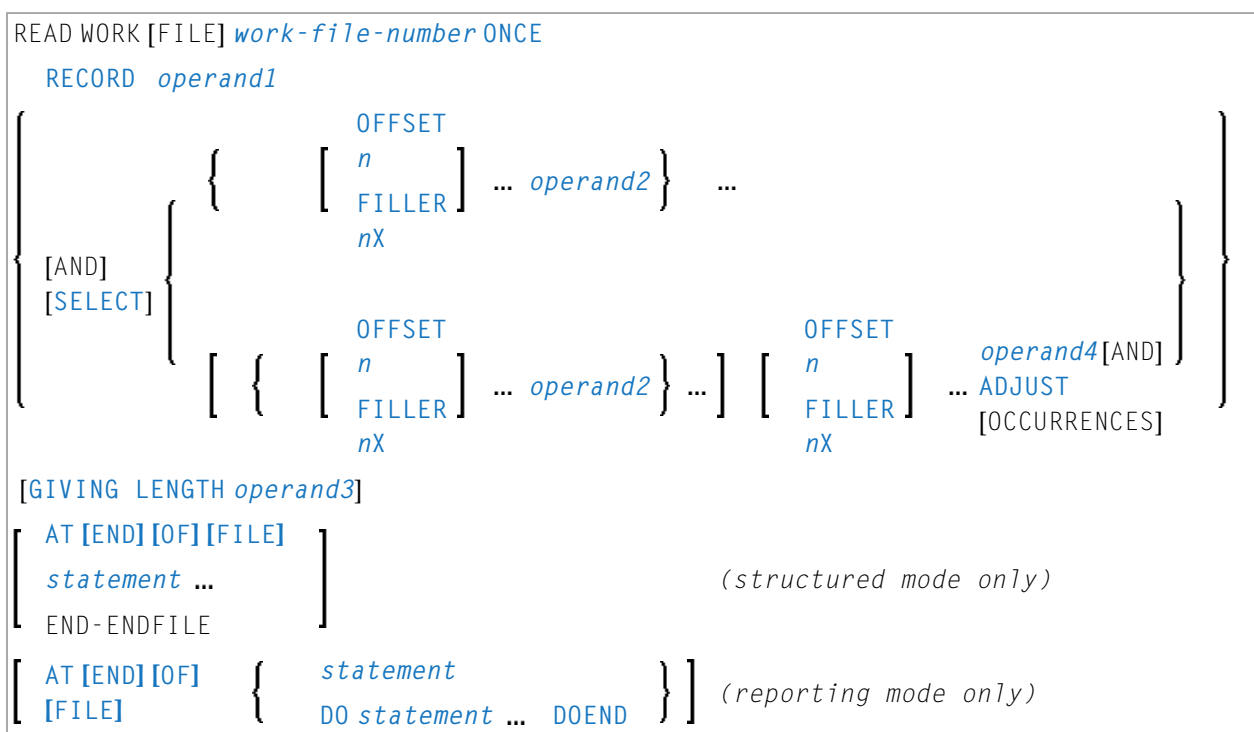 READ WORK [FILE] work-file-number ONCE
RECORD operand1
OFFSET
n
FILLER
nX
... operand2
...
[AND]
[SELECT]
OFFSET
n
FILLER
nX
... operand2
...
OFFSET
n
FILLER
nX
...
operand4 [AND]
ADJUST
[OCCURRENCES]
[GIVING LENGTH operand3]
AT [END] [OF] [FILE]
statement ...
END-ENDFILE
(structured mode only)
AT [END] [OF]
[FILE]
statement
DO statement ... DOEND
(reporting mode only)